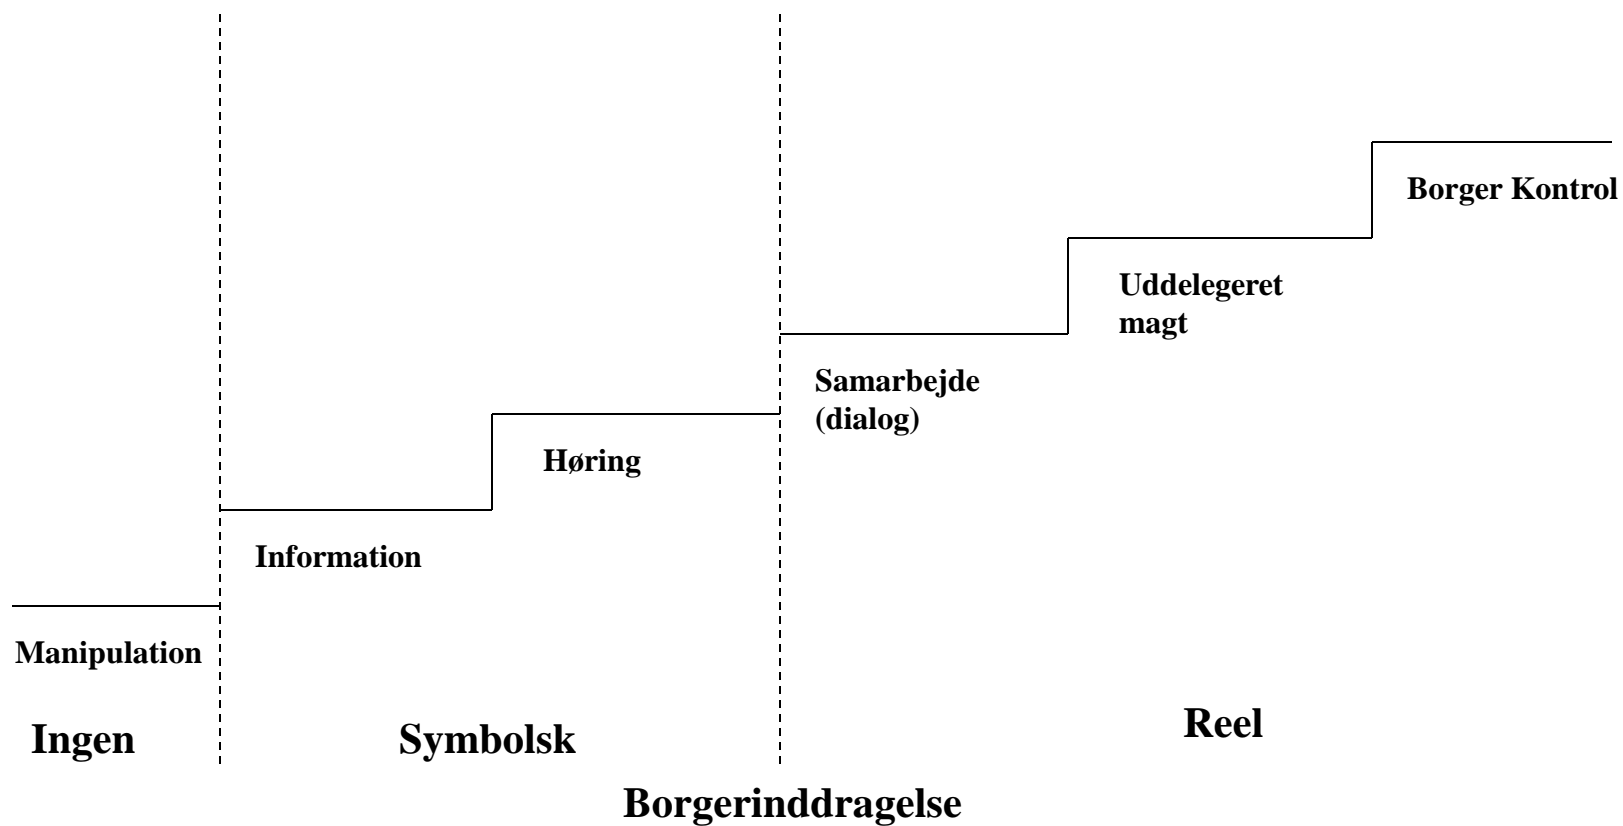 Borger Kontrol
Uddelegeret
magt
Samarbejde
(dialog)
Høring
Information
Manipulation
Ingen
Symbolsk
Reel
Borgerinddragelse